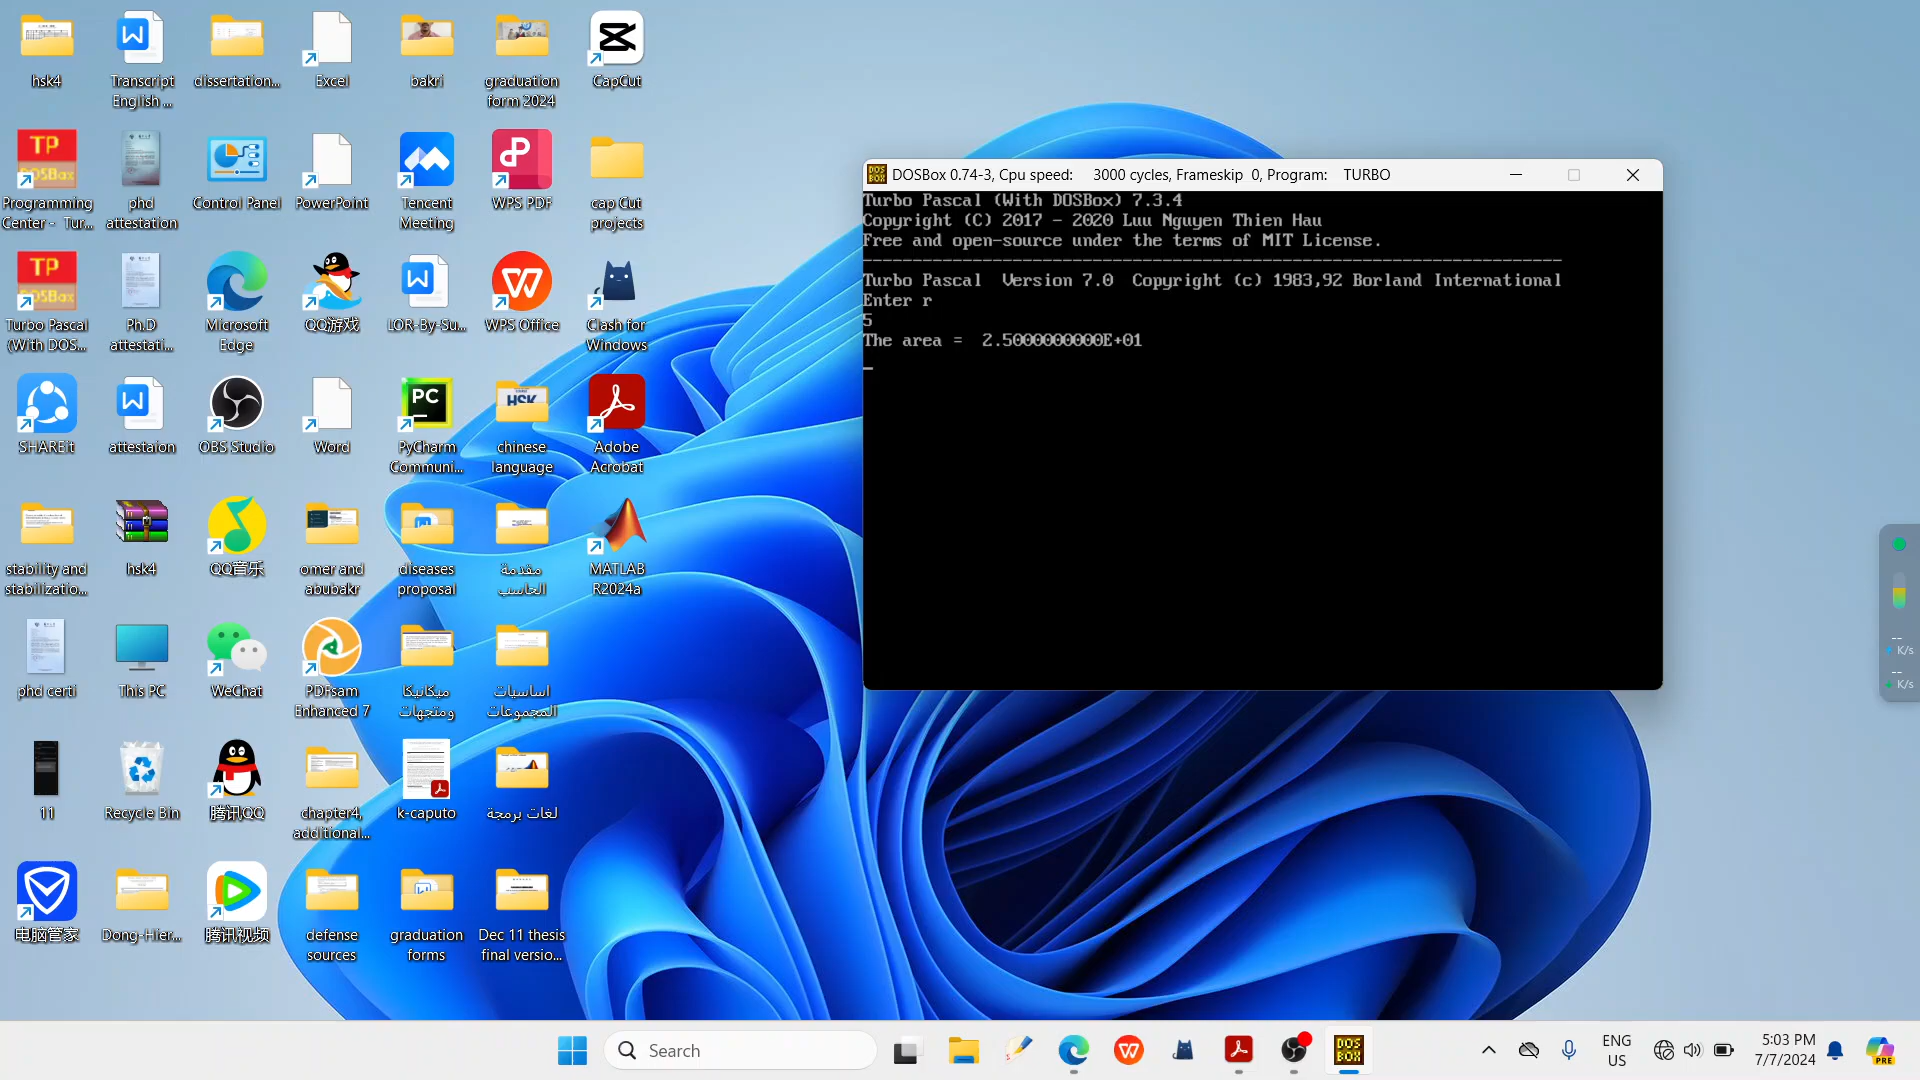 hsk4
Transcript
English ...
dissertation...
Excel
bakri
graduation
form 2024
CapCut
TP
DOSBox
Programming
Center - Tur...
phd
attestation
Control Panel
PowerPoint
Tencent
Meeting
WPS PDF
cap Cut
projects
TP
DOSBox
Turbo Pascal
(With DOS...
Ph.D
attestati...
Microsoft
Edge
QQ游戏
LOR-By-Su...
WPS Office
Clash for
Windows
SHAREit
attestaion
OBS Studio
Word
PC
PyCharm
Communi...
HSK
chinese
language
Adobe
Acrobat
stability and
stabilizatio...
hsk4
QQ音乐
omer and
abubakr
diseases
proposal
مقدمة
الحاسب
MATLAB
R2024a
phd certi
This PC
WeChat
PDFsam
Enhanced 7
ميكانيكا
ومتجهات
اساسيات
المجموعات
11
Recycle Bin
腾讯QQ
chapter4,
additional...
k-caputo
لغات برمجة
电脑管家
Dong-Hier...
腾讯视频
defense
sources
graduation
forms
Dec 11 thesis
final versio...
DOSBox 0.74-3, Cpu speed: 3000 cycles, Frameskip 0, Program: TURBO
Turbo Pascal (With DOSBox) 7.3.4
Copyright (C) 2017 - 2020 Luu Nguyen Thien Hau
Free and open-source under the terms of MIT License.
----------------------------------------------------------------------
Turbo Pascal Version 7.0 Copyright (c) 1983,92 Borland International
Enter r
5
The area = 2.5000000000E+01
_
--
K/s
--
K/s
Search
DOS
BOX
ENG
US
5:03 PM
7/7/2024
PRE